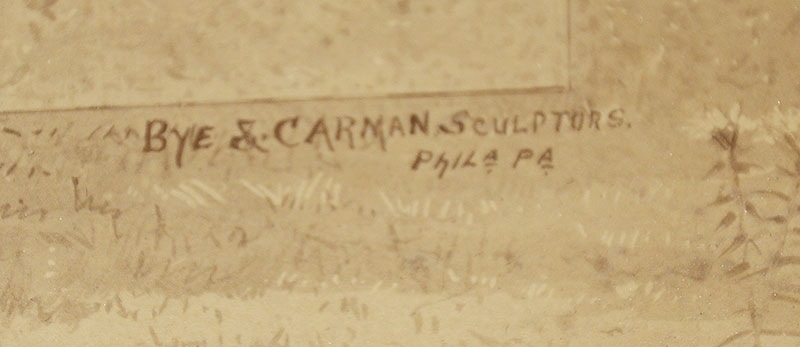 BYE & CARMAN SCULPTORS.
PHILA PA